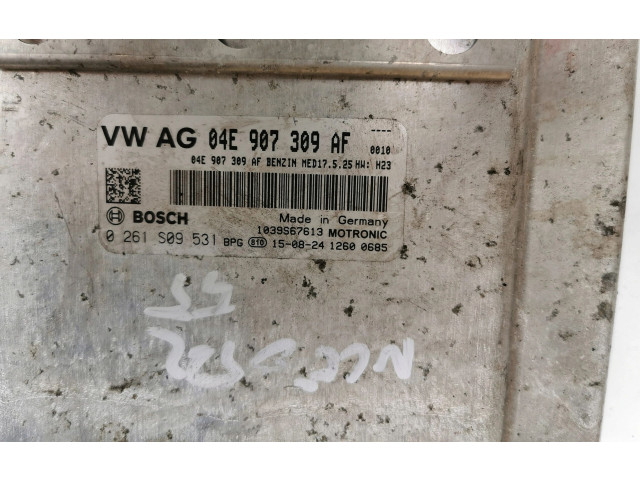 VW AG 04E 907 309 AF ----
0010
04E 907 309 AF BENZIN MED17.5.25 HW: H23
BOSCH Made in Germany
1039S67613 MOTRONIC
0 261 S09 531 BPG 810 15-08-24 1260 0685